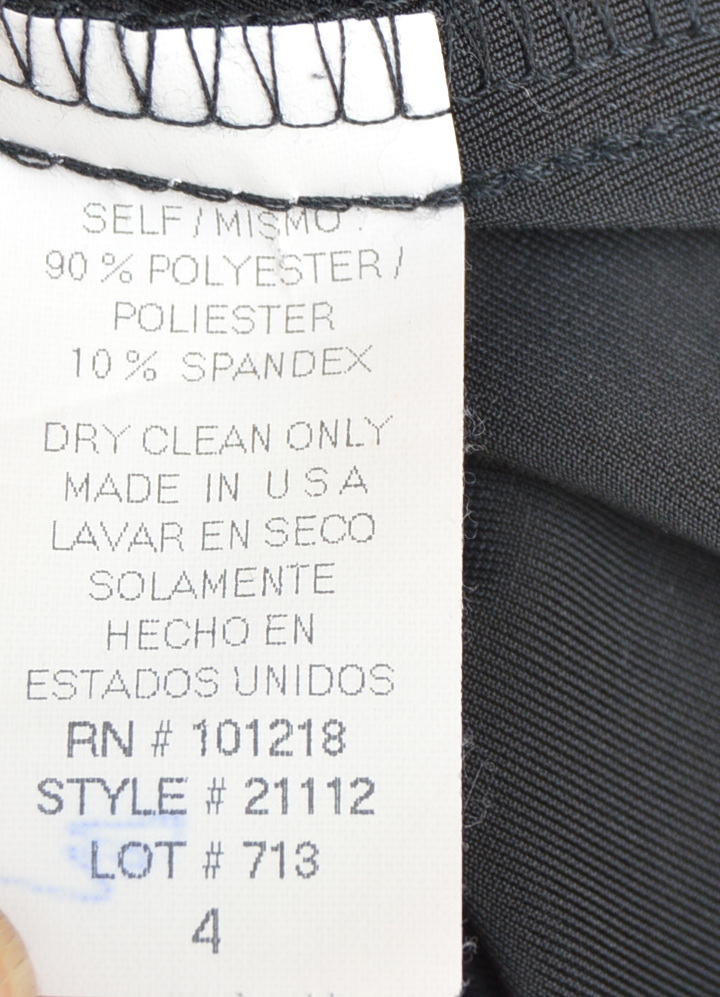 SELF / MISMO :
90 % POLYESTER /
POLIESTER
10 % SPANDEX
DRY CLEAN ONLY
MADE IN U S A
LAVAR EN SECO
SOLAMENTE
HECHO EN
ESTADOS UNIDOS
RN # 101218
STYLE # 21112
LOT # 713
4